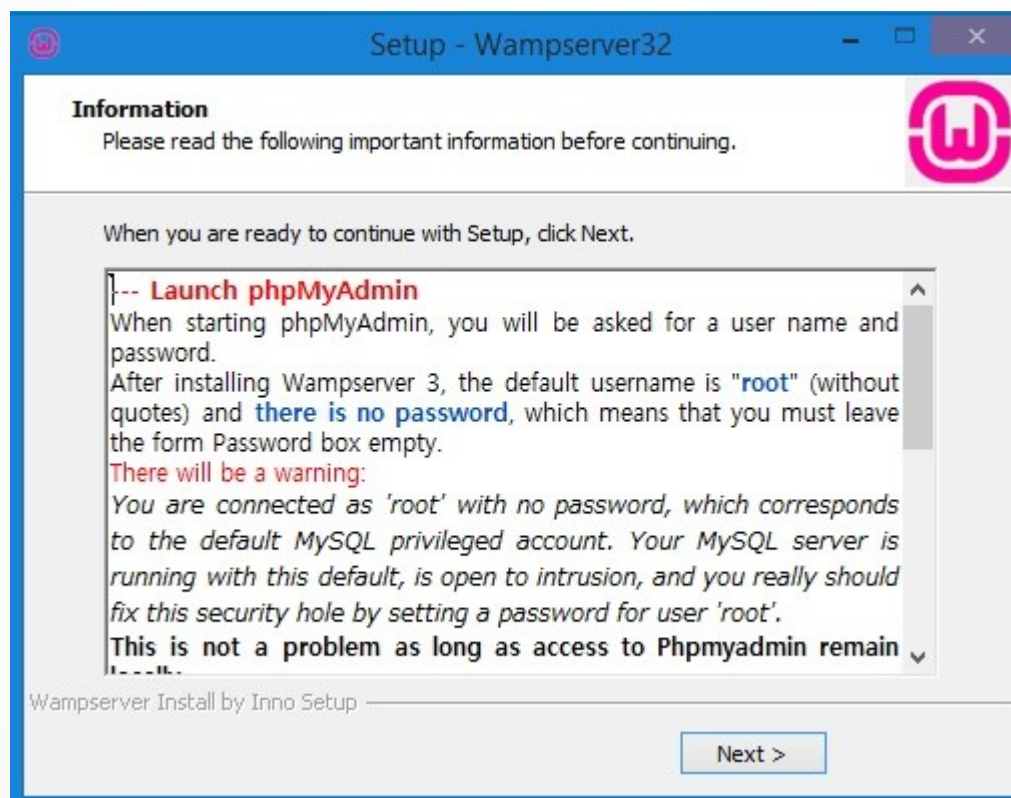 Setup - Wampserver32
Information
Please read the following important information before continuing.
When you are ready to continue with Setup, click Next.
--- Launch phpMyAdmin
When starting phpMyAdmin, you will be asked for a user name and
password.
After installing Wampserver 3, the default username is "root" (without
quotes) and there is no password, which means that you must leave
the form Password box empty.
There will be a warning:
You are connected as 'root' with no password, which corresponds
to the default MySQL privileged account. Your MySQL server is
running with this default, is open to intrusion, and you really should
fix this security hole by setting a password for user 'root'.
This is not a problem as long as access to Phpmyadmin remain
Wampserver Install by Inno Setup
Next >